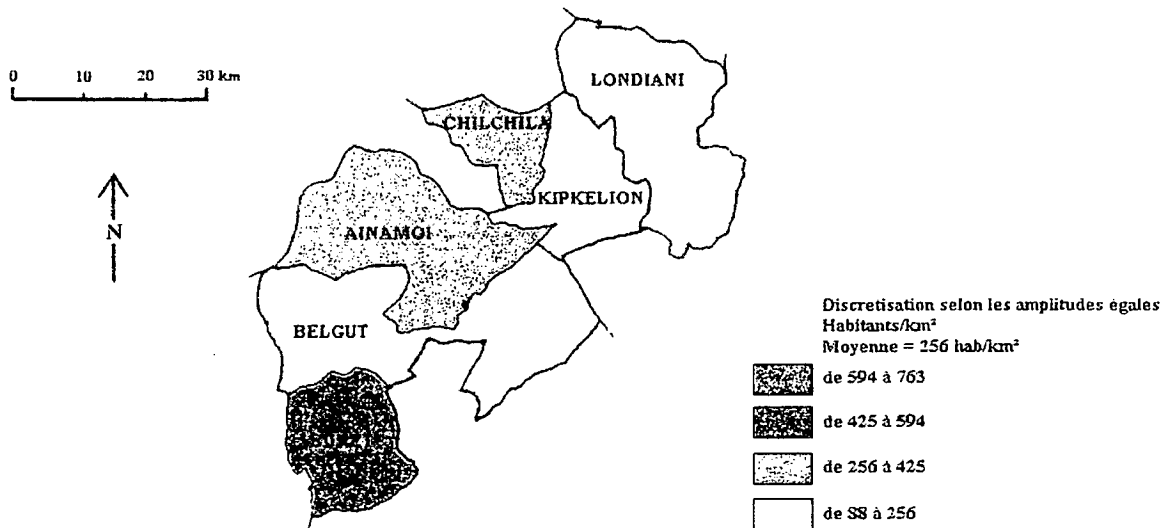 0 10 20 30 km
LONDIANI
CHILCHILA
KIPKELION
N
AINAMOI
BELGUT
Discretisation selon les amplitudes égales
Habitants/km²
Moyenne = 256 hab/km²
de 594 à 763
de 425 à 594
de 256 à 425
de 88 à 256